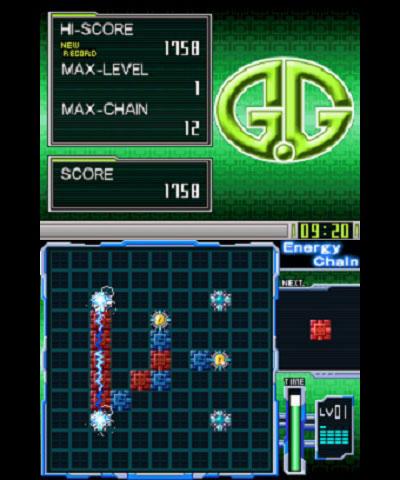 HI-SCORE
NEW
RECORD
1758
MAX-LEVEL
1
MAX-CHAIN
12
G.G
SCORE
1758
09:20
Energy
Chain
NEXT
TIME
LV01